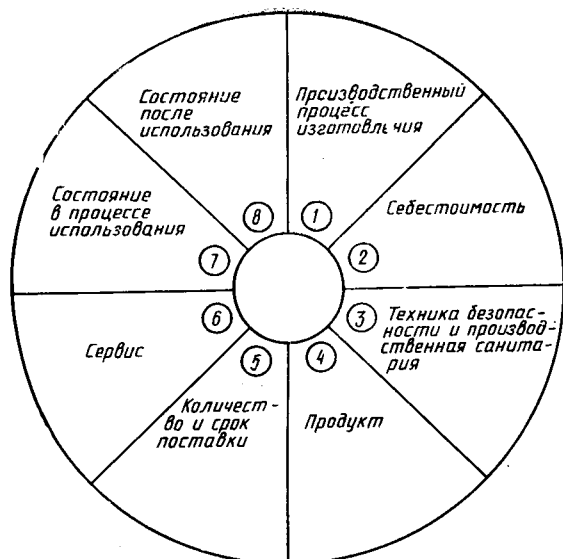 Состояние
после
использования
Производственный
процесс
изготовления
Состояние
в процессе
использования
Себестоимость
8
1
7
2
6
3
5
4
Техника безопас-
ности и производ-
ственная санита-
рия
Сервис
Количест-
во и срок
поставки
Продукт